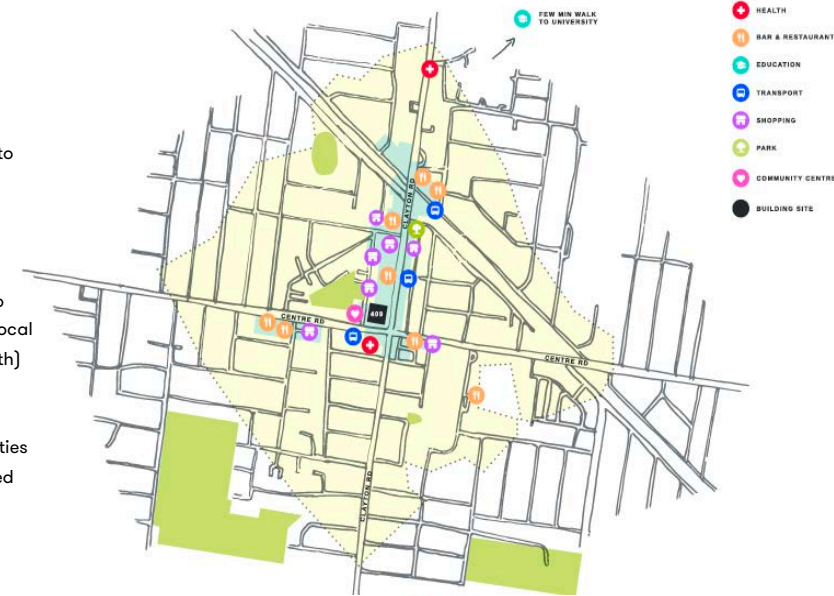 to
o
ocal
th)
ties
ed
FEW MIN WALK
TO UNIVERSITY
CLAYTON RD
409
CENTRE RD
CENTRE RD
CLAYTON RD
HEALTH
BAR & RESTAURANT
EDUCATION
TRANSPORT
SHOPPING
PARK
COMMUNITY CENTRE
BUILDING SITE